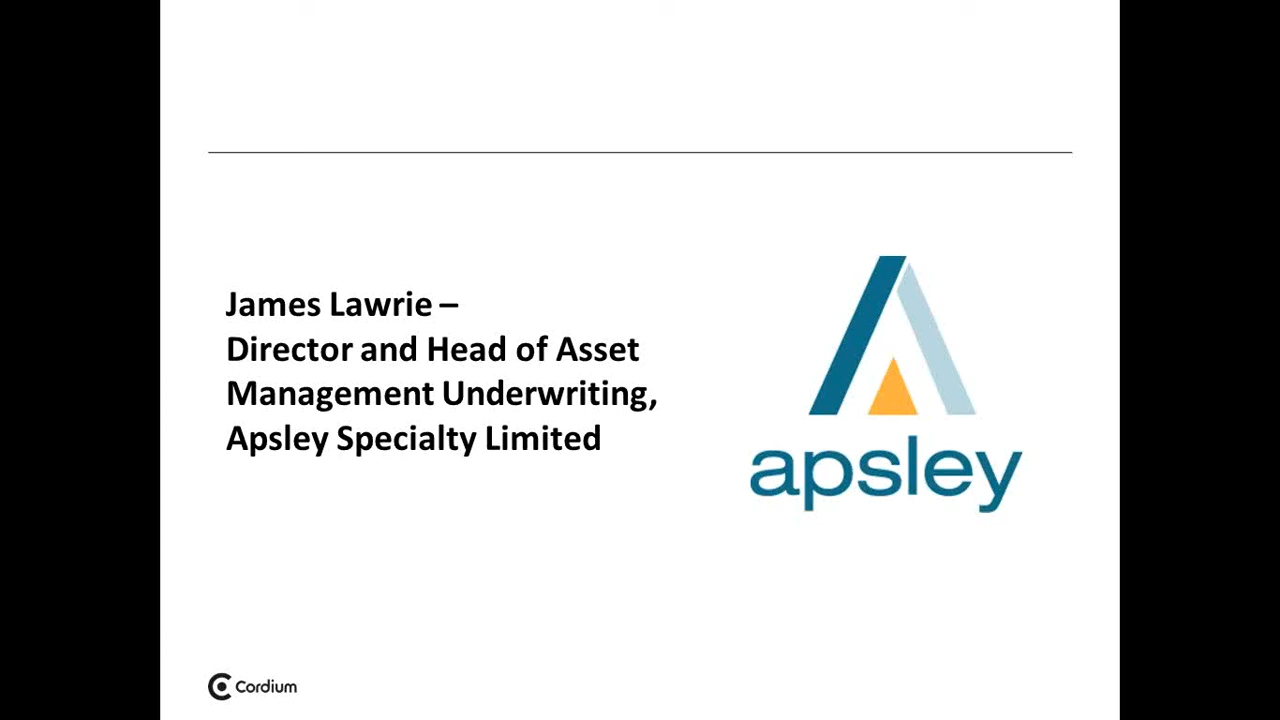 James Lawrie –
Director and Head of Asset
Management Underwriting,
Apsley Specialty Limited
apsley
Cordium